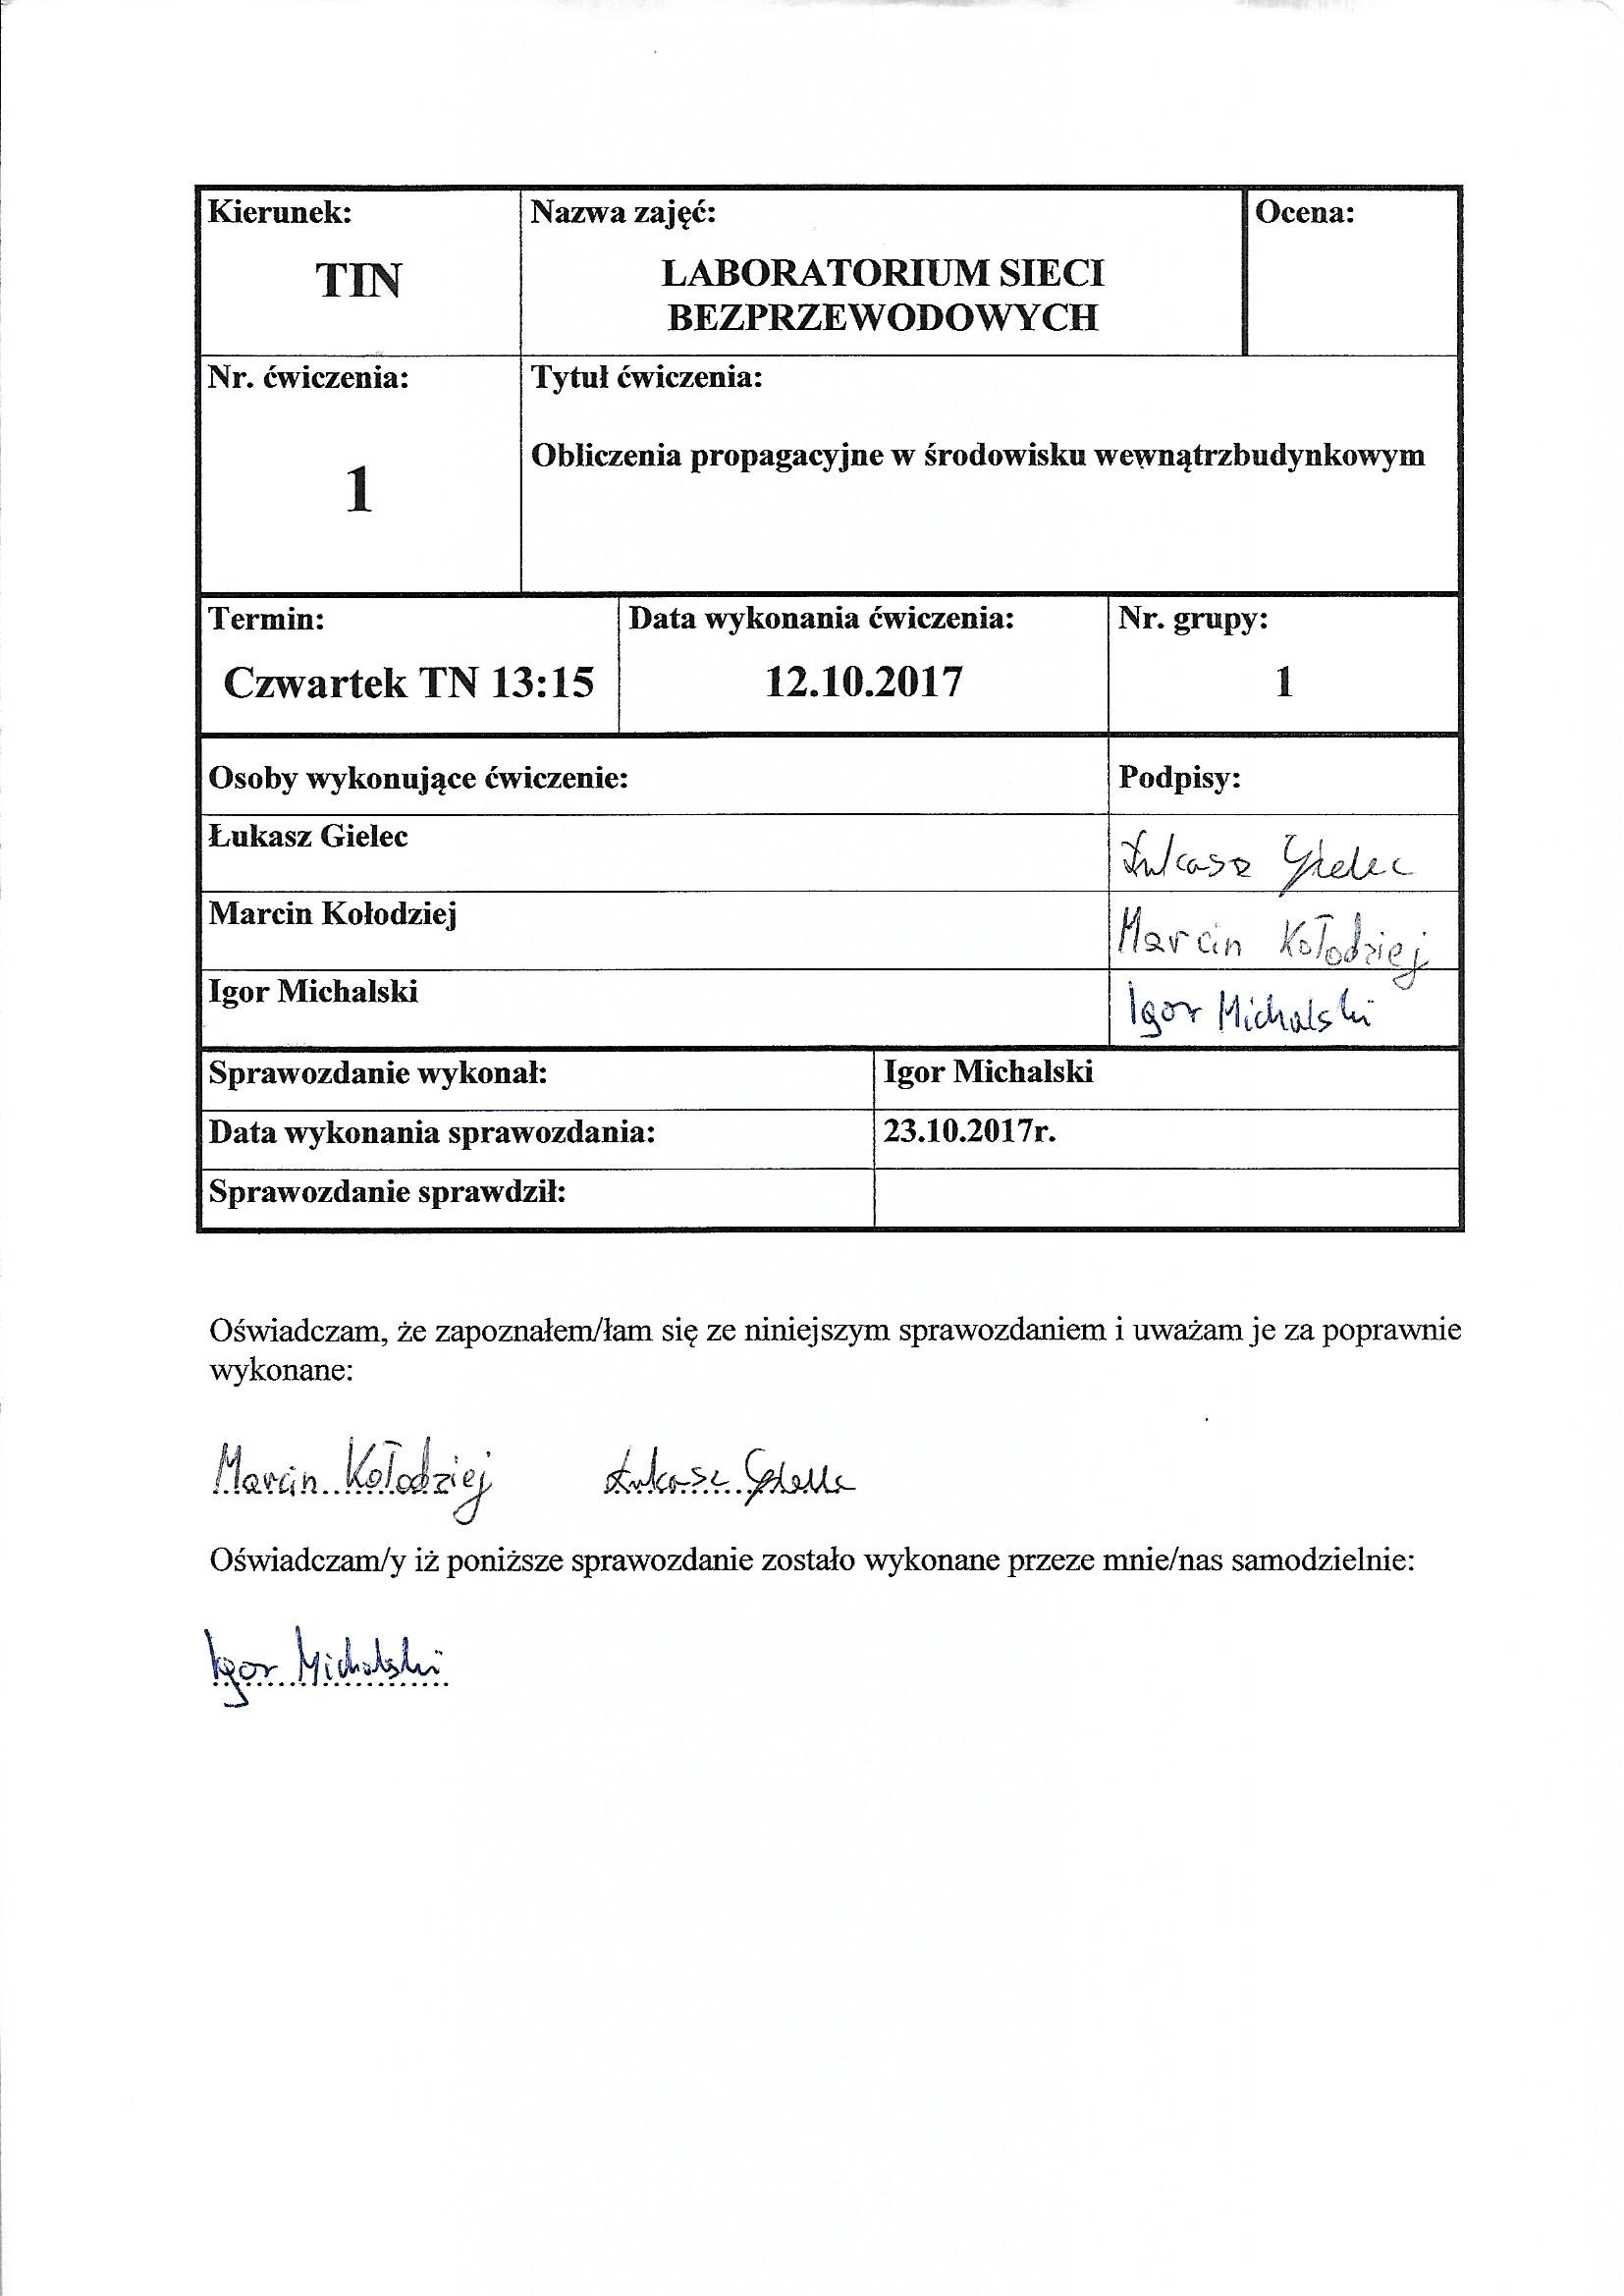 Kierunek:
TIN
Nazwa zajęć:
LABORATORIUM SIECI
BEZPRZEWODOWYCH
Ocena:
Nr. ćwiczenia:
1
Tytuł ćwiczenia:
Obliczenia propagacyjne w środowisku wewnątrzbudynkowym
Termin:
Czwartek TN 13:15
Data wykonania ćwiczenia:
12.10.2017
Nr. grupy:
1
Osoby wykonujące ćwiczenie:
Podpisy:
Łukasz Gielec
Łukasz Gielec
Marcin Kołodziej
Marcin Kołodziej
Igor Michalski
Igor Michalski
Sprawozdanie wykonał:
Igor Michalski
Data wykonania sprawozdania:
23.10.2017r.
Sprawozdanie sprawdził:
Oświadczam, że zapoznałem/łam się ze niniejszym sprawozdaniem i uważam je za poprawnie
wykonane:
Marcin Kołodziej Łukasz Gielec
Oświadczam/y iż poniższe sprawozdanie zostało wykonane przeze mnie/nas samodzielnie:
Igor Michalski